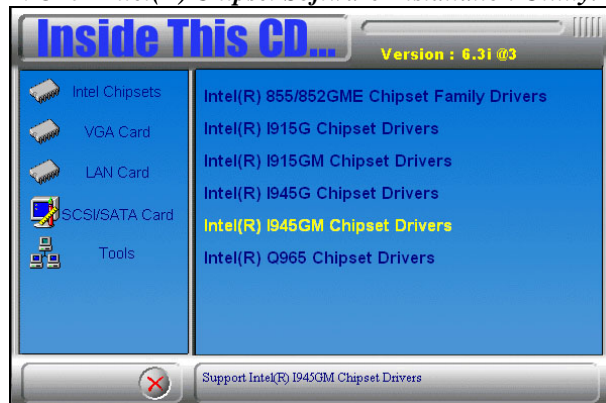 Inside This CD...
Version : 6.3i @3
Intel Chipsets
VGA Card
LAN Card
SCSI/SATA Card
Tools
Intel(R) 855/852GME Chipset Family Drivers
Intel(R) I915G Chipset Drivers
Intel(R) I915GM Chipset Drivers
Intel(R) I945G Chipset Drivers
Intel(R) I945GM Chipset Drivers
Intel(R) Q965 Chipset Drivers
Support Intel(R) I945GM Chipset Drivers